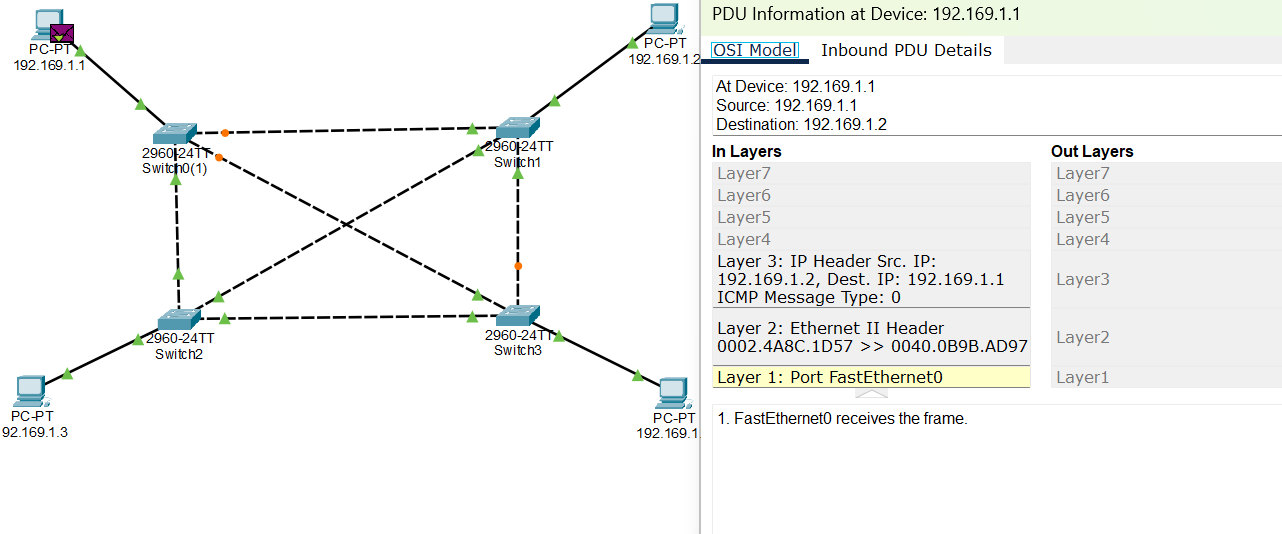 PC-PT
192.169.1.1
PC-PT
192.169.1.2
2960-24TT
Switch0(1)
2960-24TT
Switch1
2960-24TT
Switch2
2960-24TT
Switch3
PC-PT
92.169.1.3
PC-PT
192.169.1.
PDU Information at Device: 192.169.1.1
OSI Model Inbound PDU Details
At Device: 192.169.1.1
Source: 192.169.1.1
Destination: 192.169.1.2
In Layers Out Layers
Layer7 Layer7
Layer6 Layer6
Layer5 Layer5
Layer4 Layer4
Layer 3: IP Header Src. IP:
192.169.1.2, Dest. IP: 192.169.1.1
ICMP Message Type: 0
Layer3
Layer 2: Ethernet II Header
0002.4A8C.1D57 >> 0040.0B9B.AD97
Layer2
Layer 1: Port FastEthernet0 Layer1
1. FastEthernet0 receives the frame.